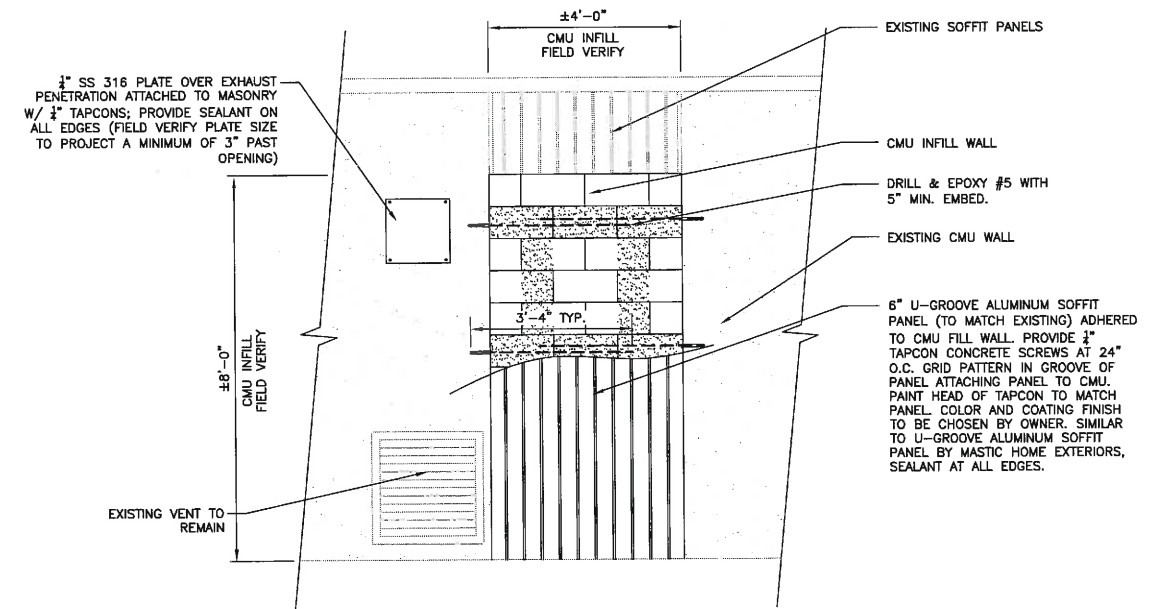 ±4'-0"
CMU INFILL
FIELD VERIFY
EXISTING SOFFIT PANELS
¼" SS 316 PLATE OVER EXHAUST
PENETRATION ATTACHED TO MASONRY
W/ ¼" TAPCONS; PROVIDE SEALANT ON
ALL EDGES (FIELD VERIFY PLATE SIZE
TO PROJECT A MINIMUM OF 3" PAST
OPENING)
CMU INFILL WALL
DRILL & EPOXY #5 WITH
5" MIN. EMBED.
EXISTING CMU WALL
±8'-0"
CMU INFILL
FIELD VERIFY
3'-4" TYP.
6" U-GROOVE ALUMINUM SOFFIT
PANEL (TO MATCH EXISTING) ADHERED
TO CMU FILL WALL. PROVIDE ¼"
TAPCON CONCRETE SCREWS AT 24"
O.C. GRID PATTERN IN GROOVE OF
PANEL ATTACHING PANEL TO CMU.
PAINT HEAD OF TAPCON TO MATCH
PANEL. COLOR AND COATING FINISH
TO BE CHOSEN BY OWNER. SIMILAR
TO U-GROOVE ALUMINUM SOFFIT
PANEL BY MASTIC HOME EXTERIORS,
SEALANT AT ALL EDGES.
EXISTING VENT TO
REMAIN